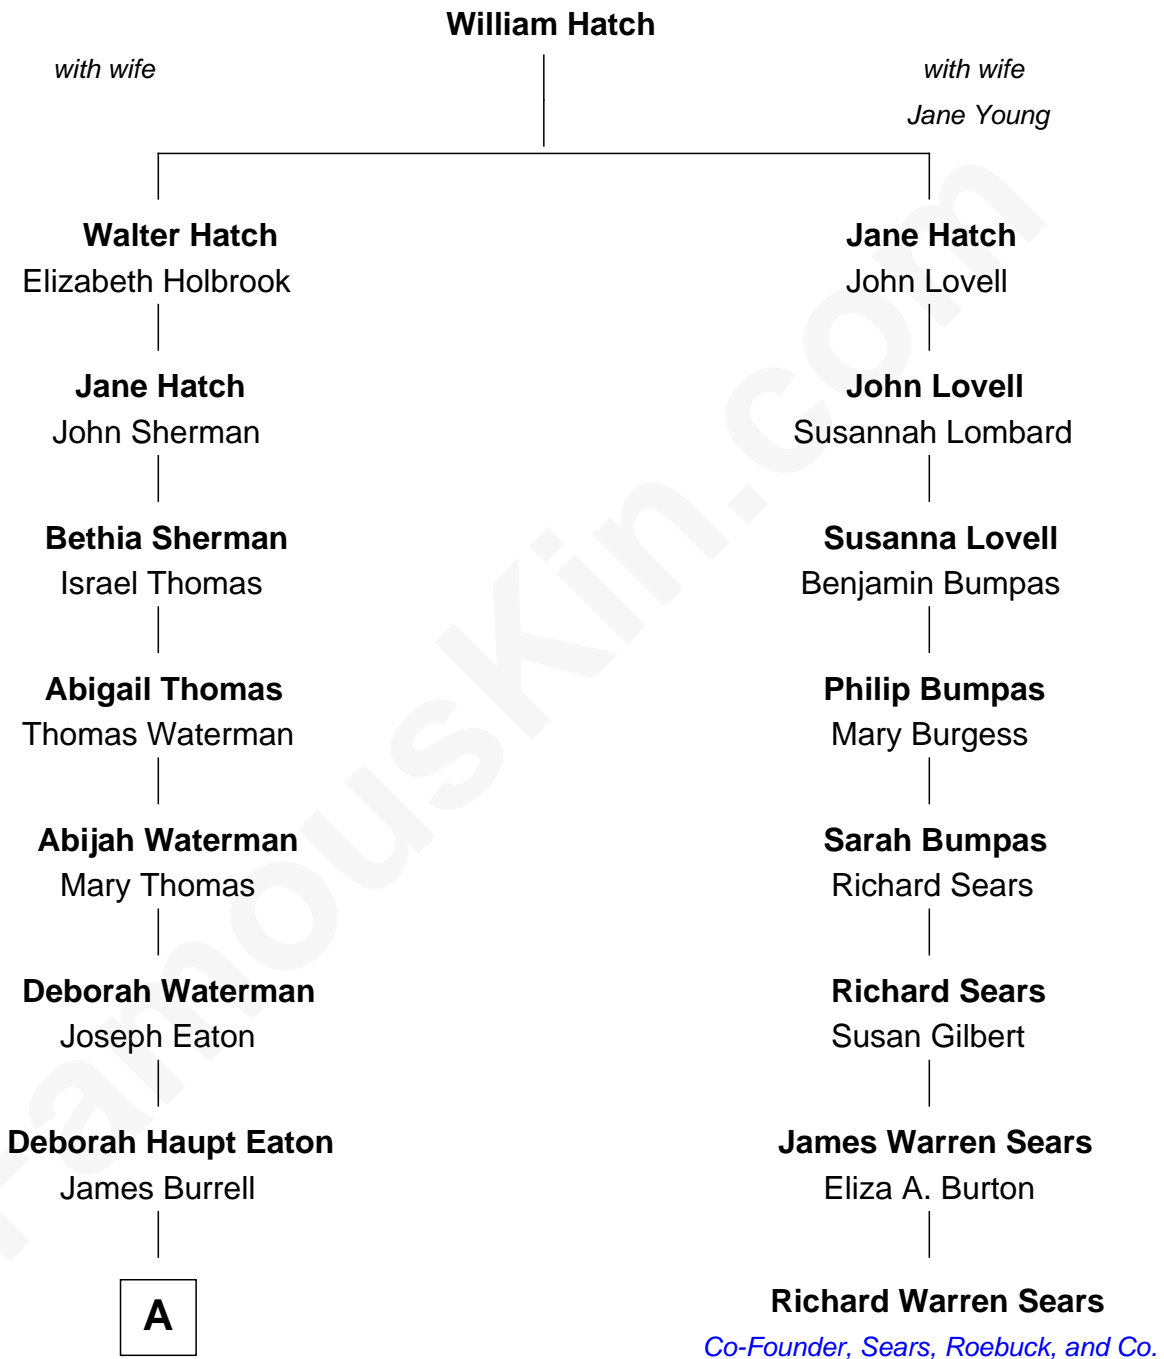 William Hatch
with wife
with wife
Jane Young
Walter Hatch
Elizabeth Holbrook
Jane Hatch
John Sherman
Bethia Sherman
Israel Thomas
Abigail Thomas
Thomas Waterman
Abijah Waterman
Mary Thomas
Deborah Waterman
Joseph Eaton
Deborah Haupt Eaton
James Burrell
A
Jane Hatch
John Lovell
John Lovell
Susannah Lombard
Susanna Lovell
Benjamin Bumpas
Philip Bumpas
Mary Burgess
Sarah Bumpas
Richard Sears
Richard Sears
Susan Gilbert
James Warren Sears
Eliza A. Burton
Richard Warren Sears
Co-Founder, Sears, Roebuck, and Co.
FamousKin.com